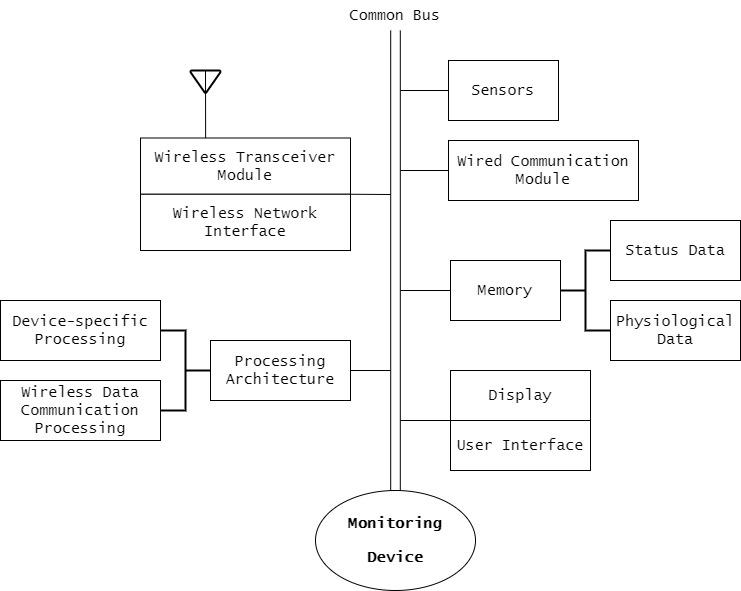 Common Bus
Sensors
Wireless Transceiver
Module
Wired Communication
Module
Wireless Network
Interface
Status Data
Memory
Device-specific
Processing
Physiological
Data
Processing
Architecture
Wireless Data
Communication
Processing
Display
User Interface
Monitoring
Device